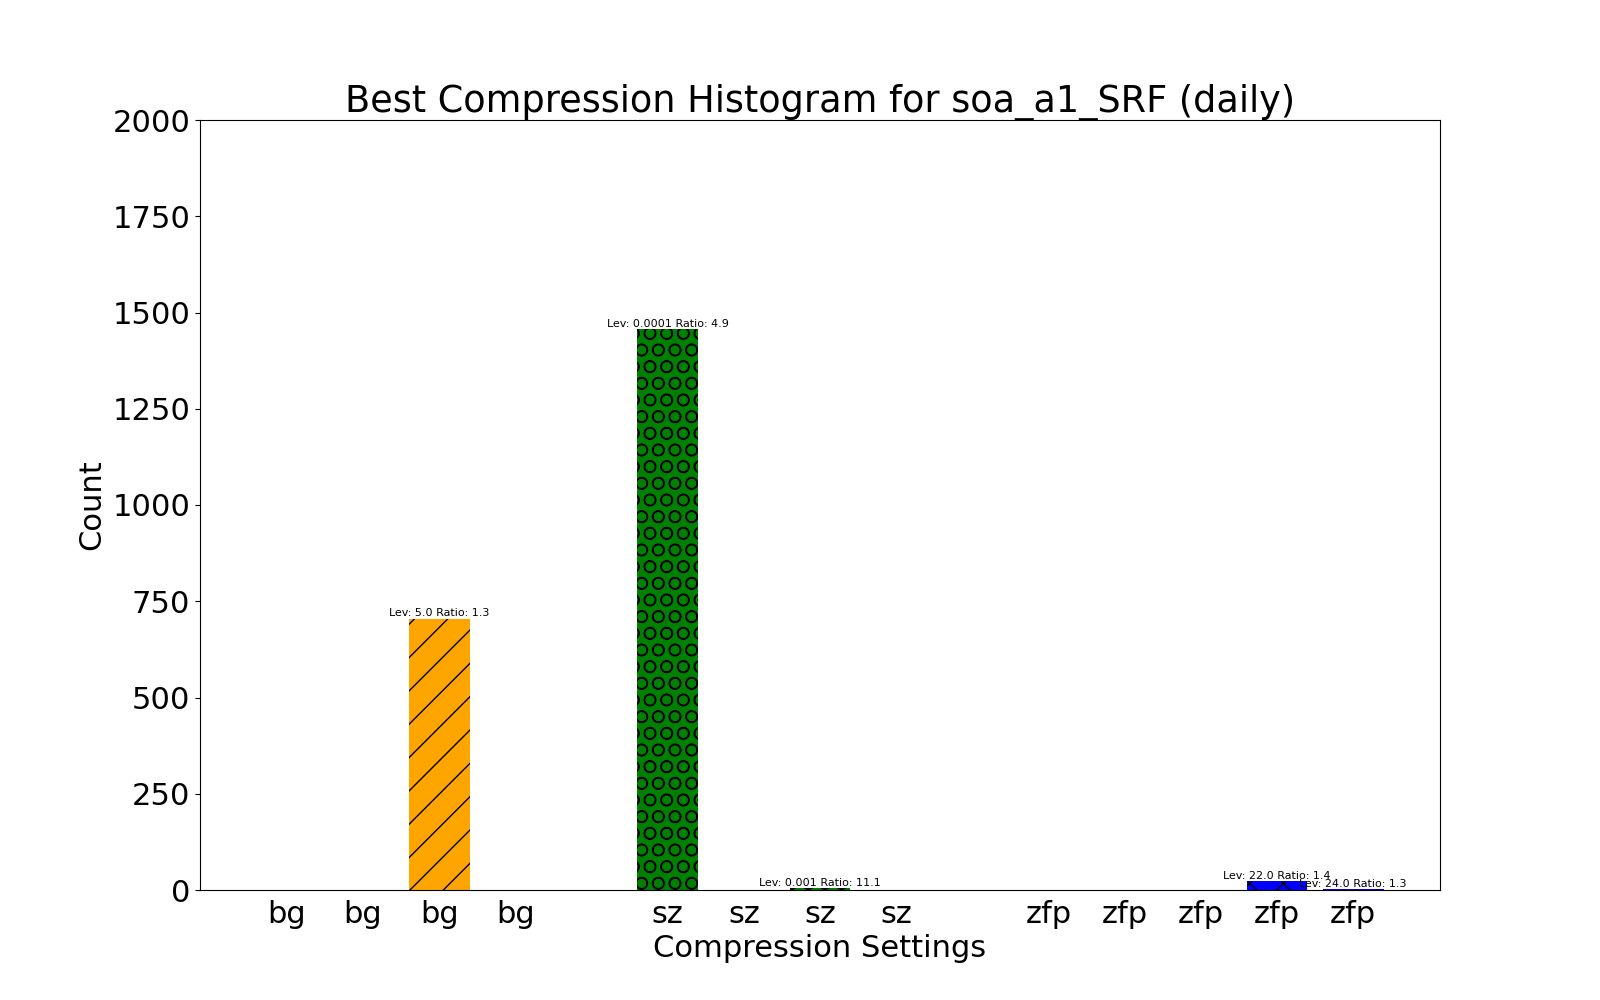 Best Compression Histogram for soa_a1_SRF (daily)
2000
1750
1500
1250
1000
750
500
250
0
Count
Lev: 5.0 Ratio: 1.3
Lev: 0.0001 Ratio: 4.9
Lev: 0.001 Ratio: 11.1
Lev: 22.0 Ratio: 1.4
Lev: 24.0 Ratio: 1.3
bg bg bg bg sz sz sz sz zfp zfp zfp zfp zfp
Compression Settings